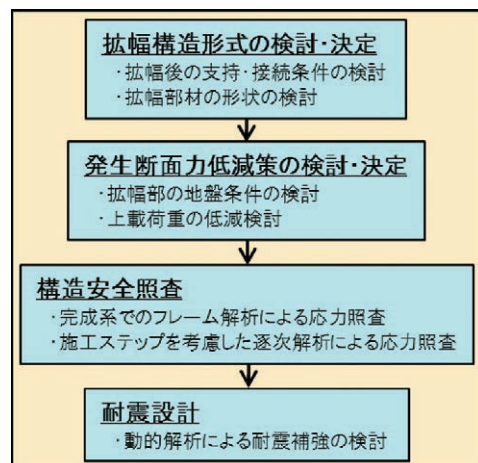 拡幅構造形式の検討・決定
・拡幅後の支持・接続条件の検討
・拡幅部材の形状の検討
発生断面力低減策の検討・決定
・拡幅部の地盤条件の検討
・上載荷重の低減検討
構造安全照査
・完成系でのフレーム解析による応力照査
・施工ステップを考慮した逐次解析による応力照査
耐震設計
・動的解析による耐震補強の検討